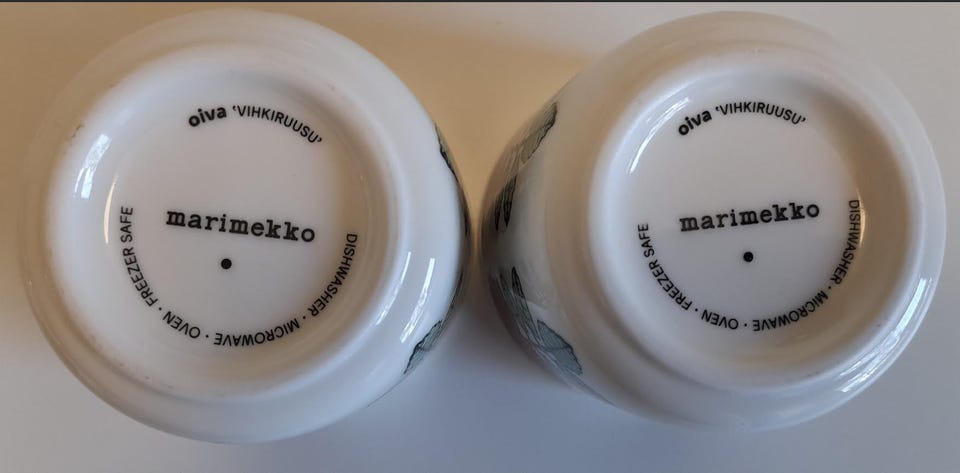 oiva ‘VIHKIRUUSU’
marimekko
DISHWASHER · MICROWAVE · OVEN · FREEZER SAFE
oiva ‘VIHKIRUUSU’
marimekko
DISHWASHER · MICROWAVE · OVEN · FREEZER SAFE